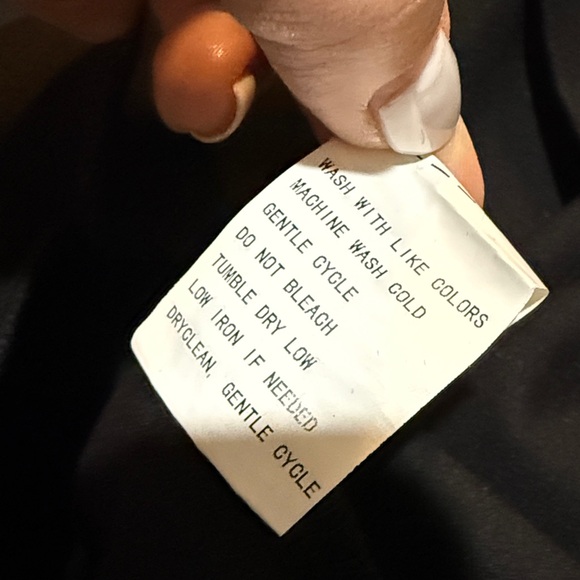 WASH WITH LIKE COLORS
MACHINE WASH COLD
GENTLE CYCLE
DO NOT BLEACH
TUMBLE DRY LOW
LOW IRON IF NEEDED
DRYCLEAN, GENTLE CYCLE